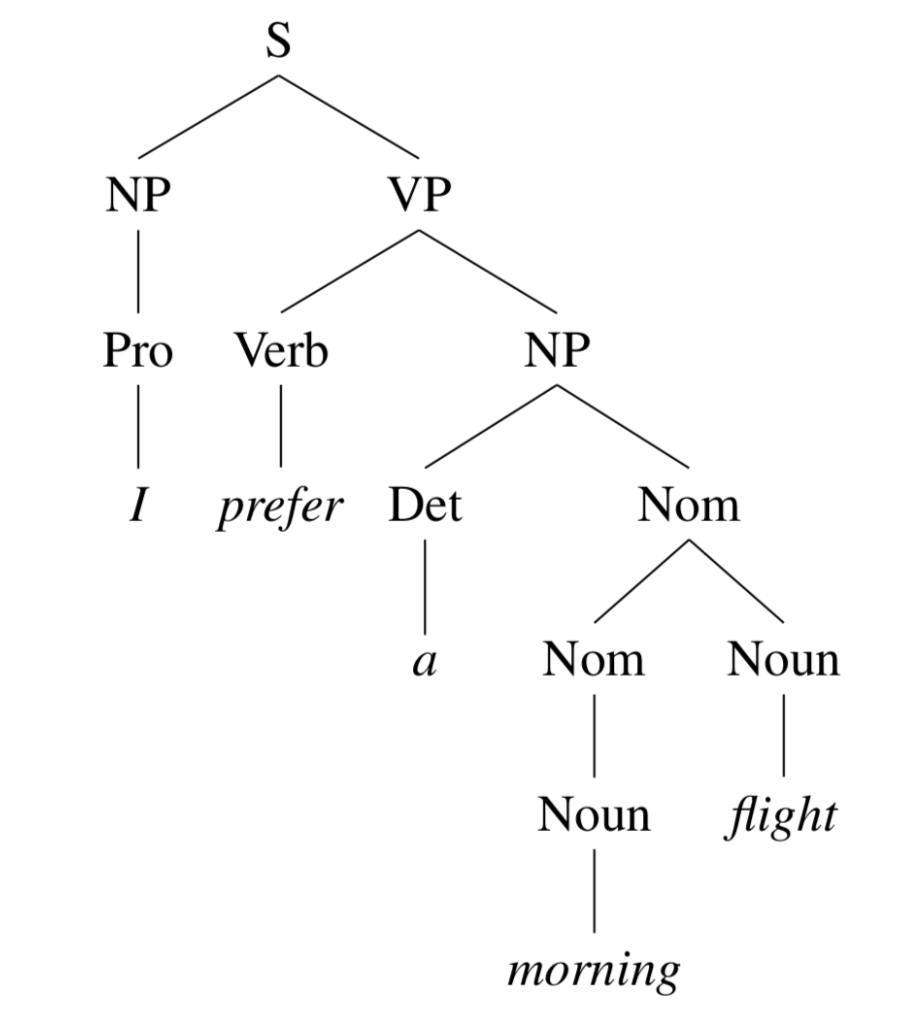 S
NP VP
Pro Verb NP
I prefer Det Nom
a Nom Noun
Noun flight
morning